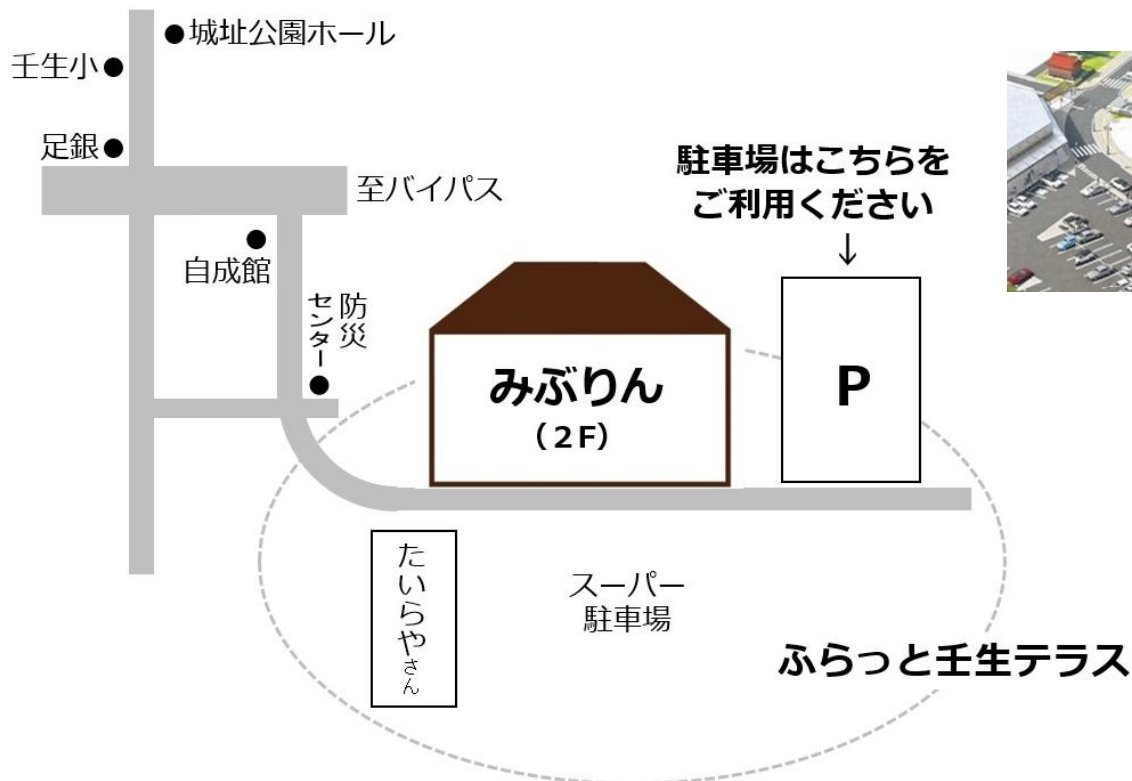 城址公園ホール
壬生小
足銀
至バイパス
駐車場はこちらを
ご利用ください
↓
自成館
防災
センター
みぶりん
(2F)
P
たいらやさん
スーパー
駐車場
ふらっと壬生テラス